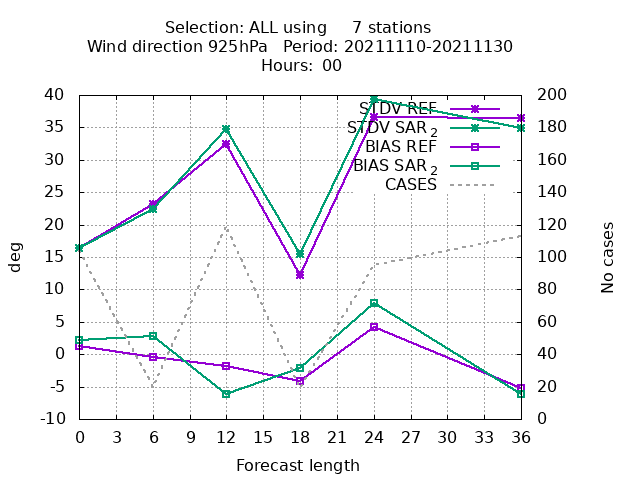 Selection: ALL using 7 stations
Wind direction 925hPa Period: 20211110-20211130
Hours: 00
40
35
30
25
20
15
10
5
0
-5
-10
deg
STDV REF
STDV SAR 2
BIAS REF
BIAS SAR 2
CASES
200
180
160
140
120
100
80
60
40
20
0
No cases
0 3 6 9 12 15 18 21 24 27 30 33 36
Forecast length